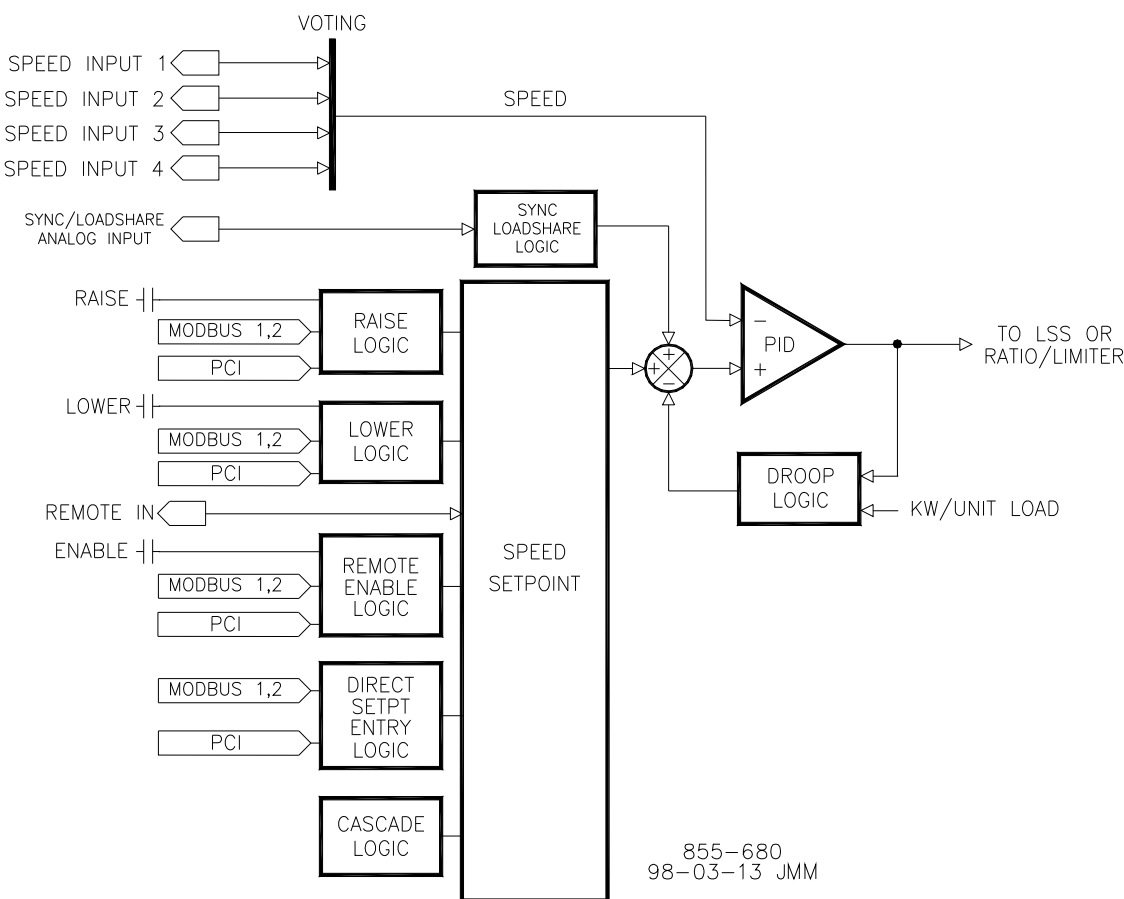 VOTING
SPEED INPUT 1
SPEED INPUT 2
SPEED INPUT 3
SPEED INPUT 4
SPEED
SYNC/LOADSHARE
ANALOG INPUT
SYNC
LOADSHARE
LOGIC
RAISE
MODBUS 1,2
PCI
RAISE
LOGIC
LOWER
MODBUS 1,2
PCI
LOWER
LOGIC
REMOTE IN
ENABLE
MODBUS 1,2
PCI
REMOTE
ENABLE
LOGIC
MODBUS 1,2
PCI
DIRECT
SETPT
ENTRY
LOGIC
CASCADE
LOGIC
SPEED
SETPOINT
+
+
−
−
PID
+
TO LSS OR
RATIO/LIMITER
DROOP
LOGIC
KW/UNIT LOAD
855−680
98−03−13 JMM